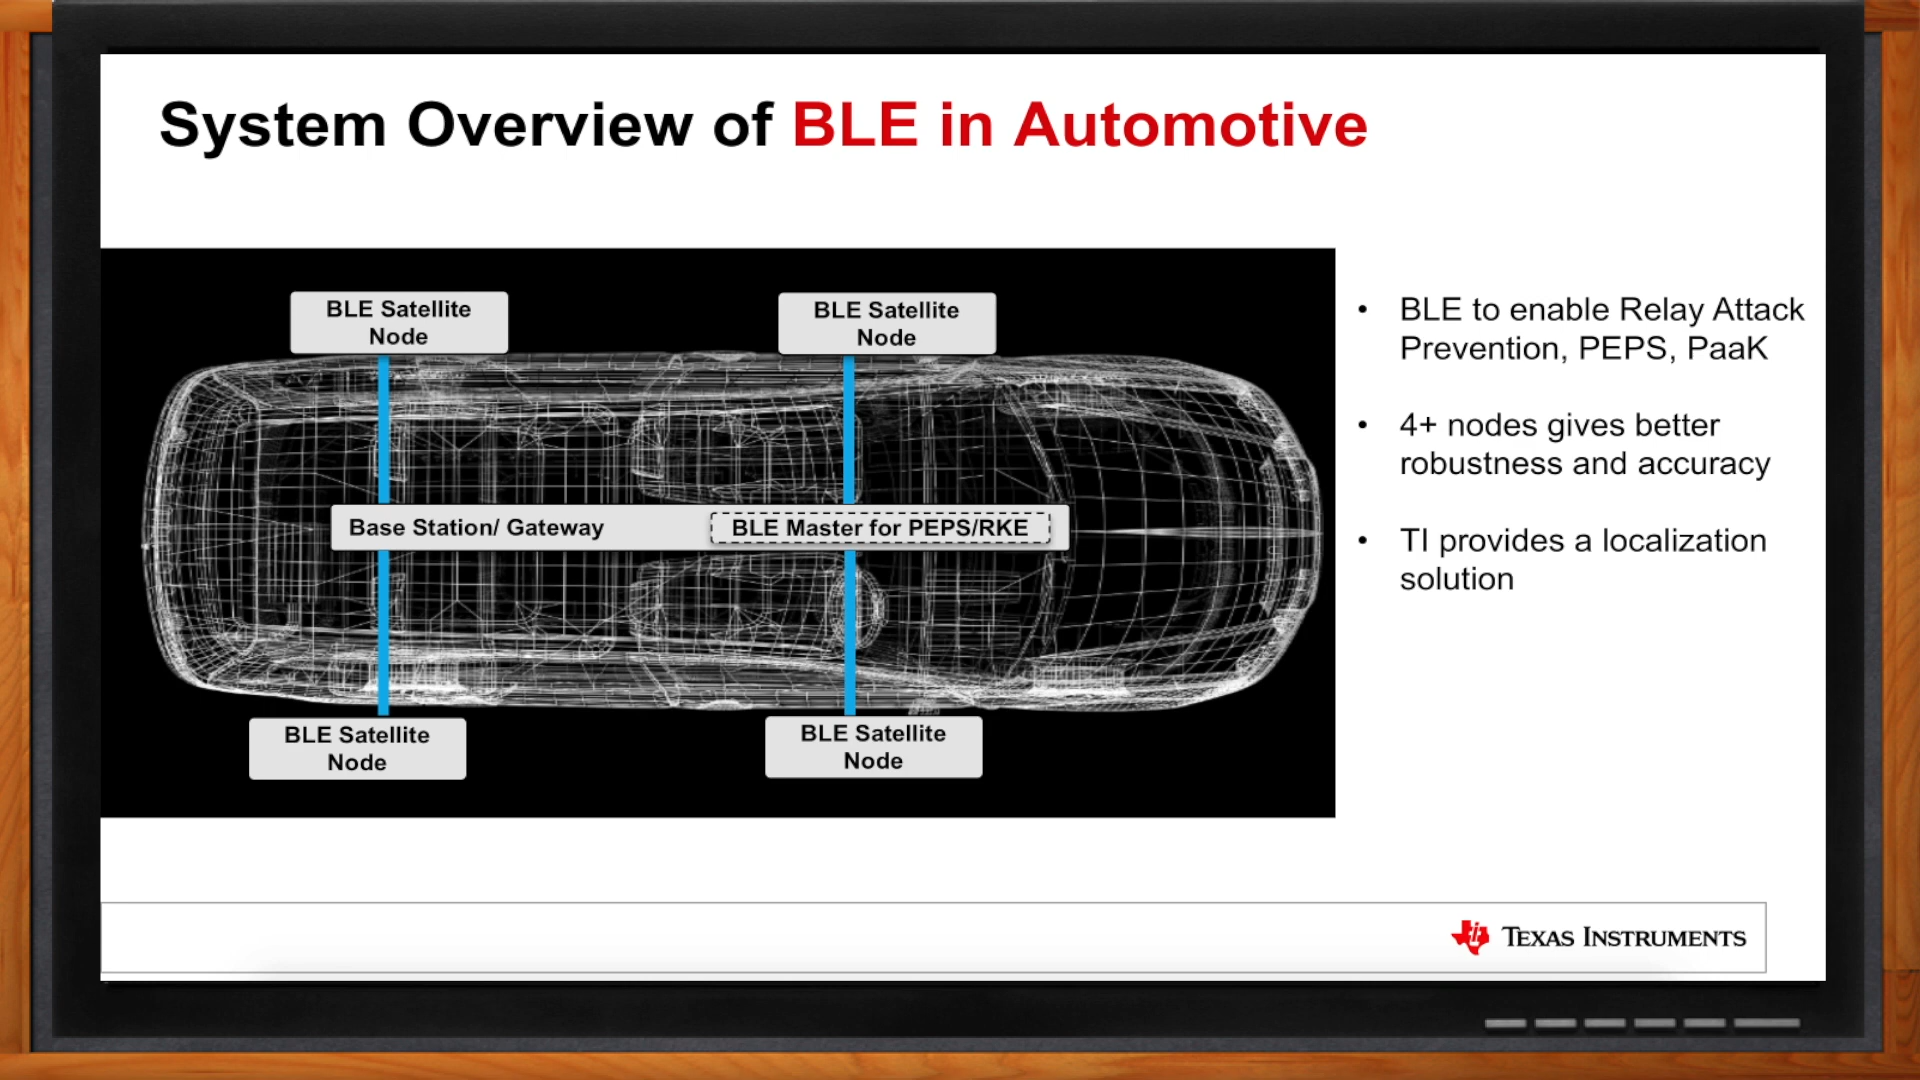 System Overview of BLE in Automotive
BLE Satellite
Node
BLE Satellite
Node
Base Station/ Gateway
BLE Master for PEPS/RKE
BLE Satellite
Node
BLE Satellite
Node
• BLE to enable Relay Attack
Prevention, PEPS, PaaK
• 4+ nodes gives better
robustness and accuracy
• TI provides a localization
solution
TEXAS INSTRUMENTS